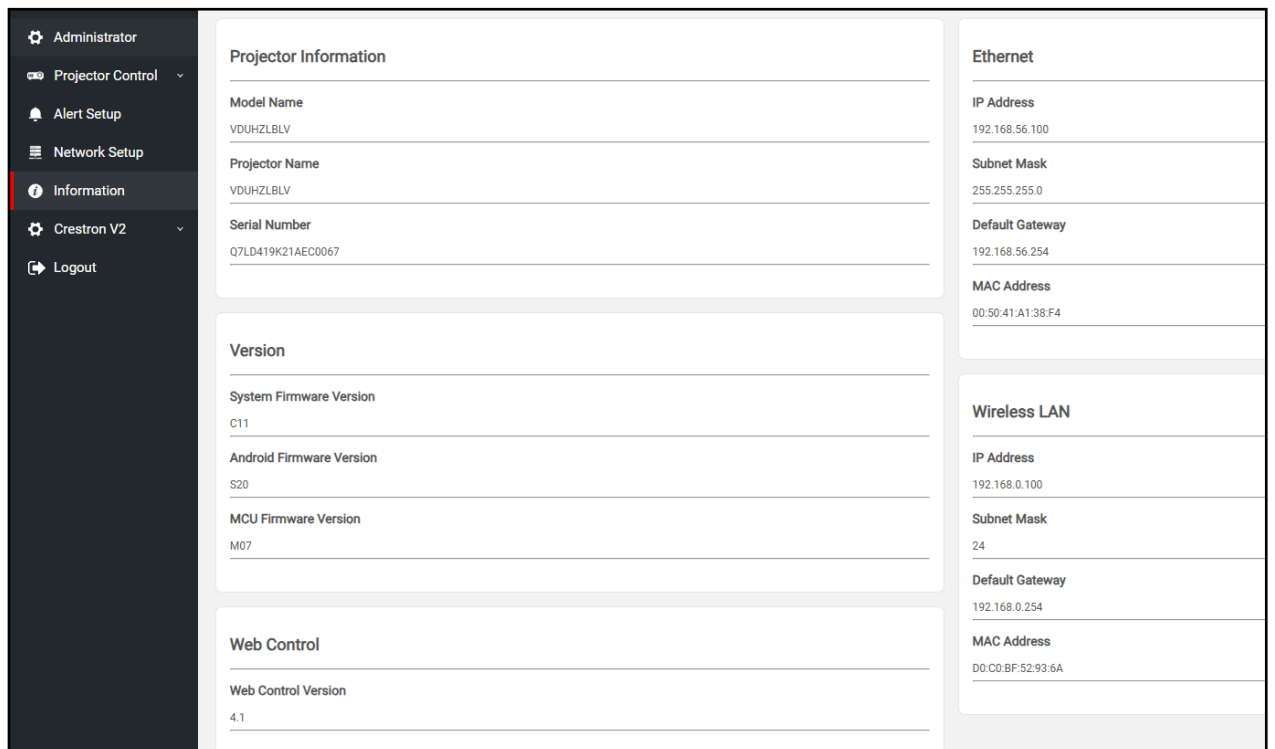 Administrator
Projector Control
Alert Setup
Network Setup
Information
Crestron V2
Logout
Projector Information
Model Name
VDUHZLBLV
Projector Name
VDUHZLBLV
Serial Number
Q7LD419K21AEC0067
Version
System Firmware Version
C11
Android Firmware Version
S20
MCU Firmware Version
M07
Web Control
Web Control Version
4.1
Ethernet
IP Address
192.168.56.100
Subnet Mask
255.255.255.0
Default Gateway
192.168.56.254
MAC Address
00:50:41:A1:38:F4
Wireless LAN
IP Address
192.168.0.100
Subnet Mask
24
Default Gateway
192.168.0.254
MAC Address
D0:C0:BF:52:93:6A